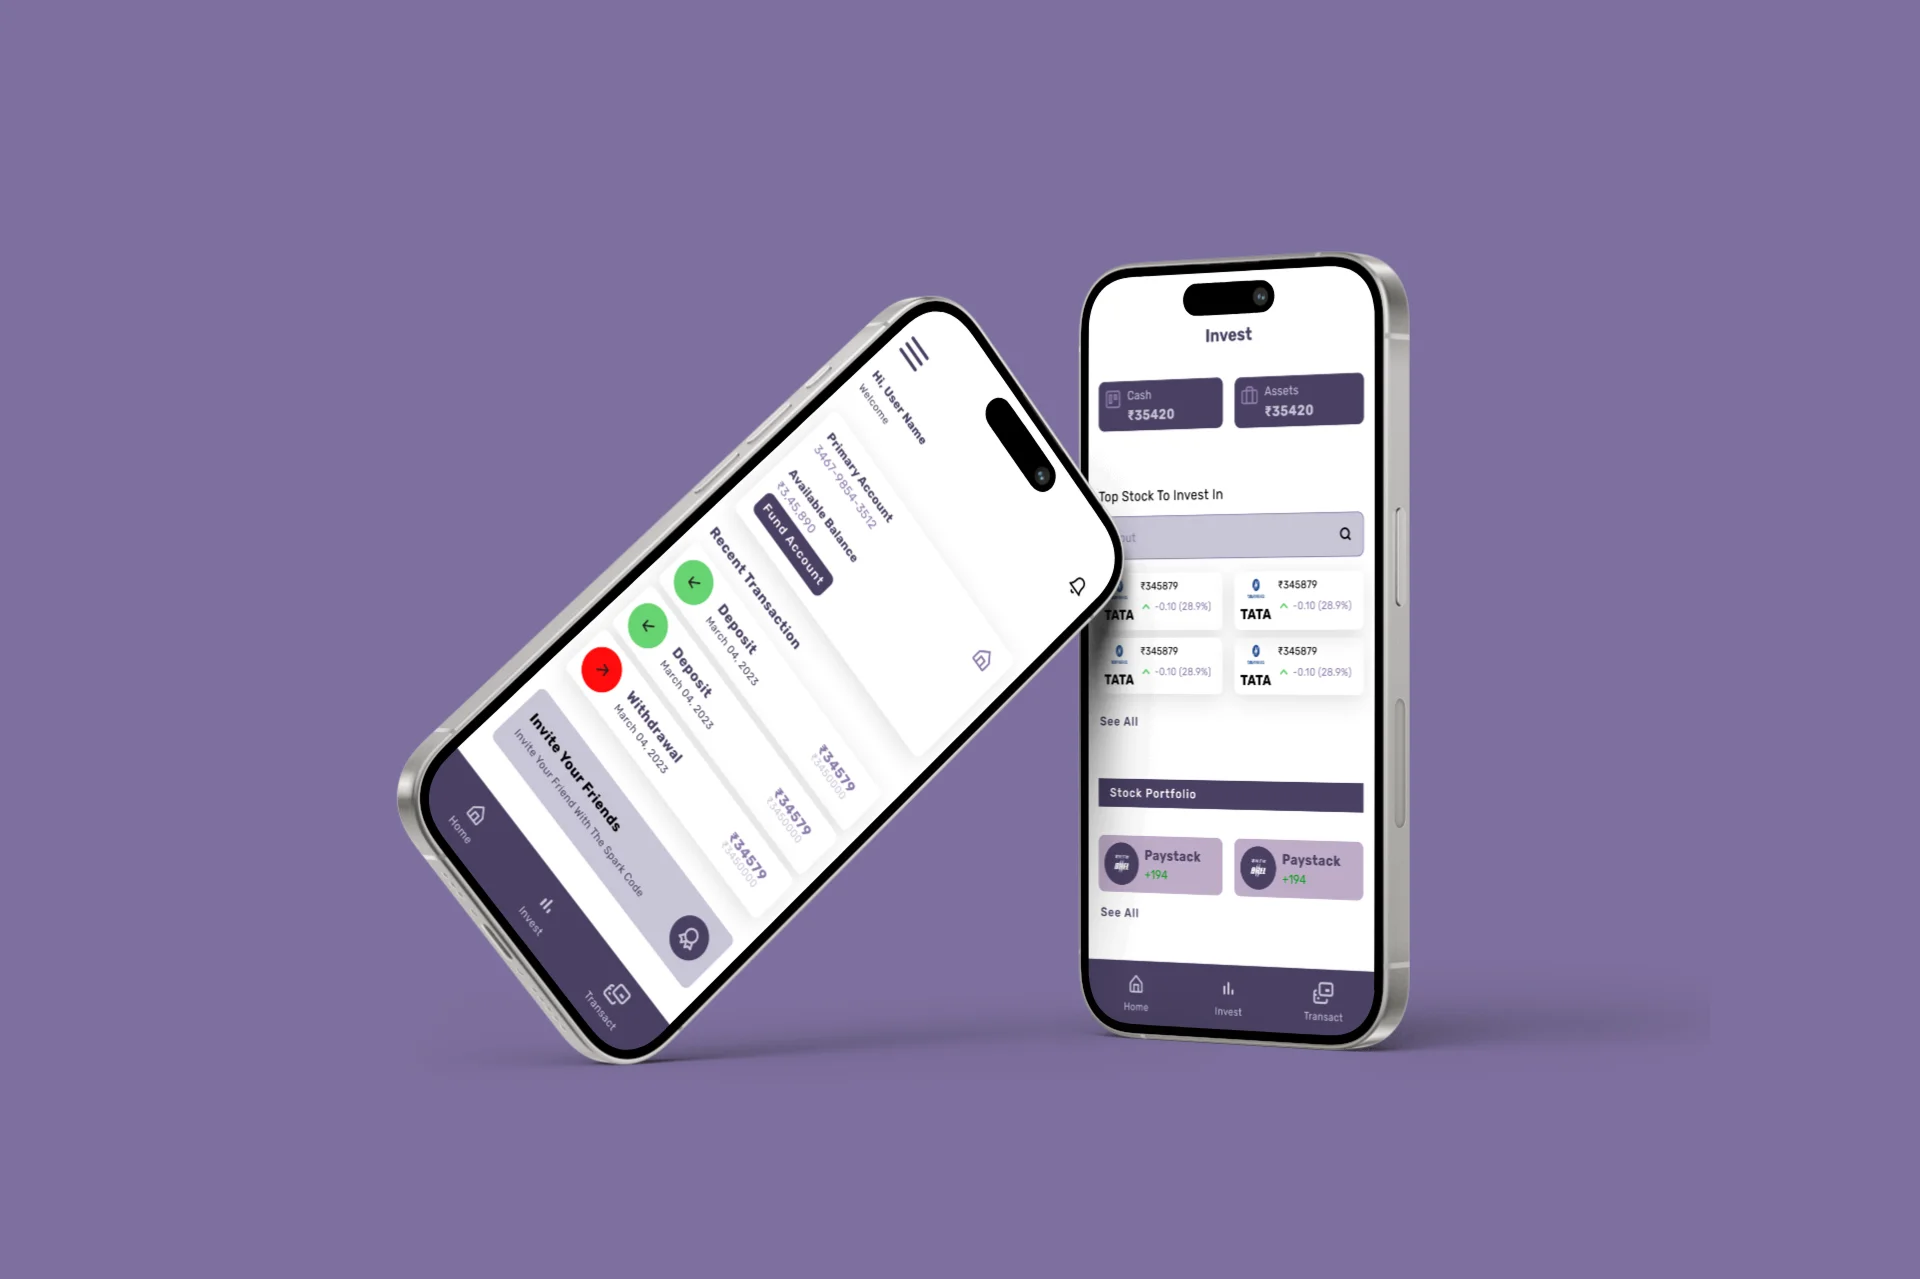 Hi, User Name
Welcome
Primary Account
3467-9854-3512
Available Balance
₹3,45,890
Fund Account
Recent Transaction
Deposit
March 04, 2023
₹34579
₹3450000
Deposit
March 04, 2023
₹34579
₹3450000
Withdrawal
March 04, 2023
₹34579
₹3450000
Invite Your Friends
Invite Your Friend With The Spark Code
Home
Invest
Transact
Invest
Cash
₹35420
Assets
₹35420
Top Stock To Invest In
₹345879
-0.10 (28.9%)
TATA
₹345879
-0.10 (28.9%)
TATA
₹345879
-0.10 (28.9%)
TATA
₹345879
-0.10 (28.9%)
TATA
See All
Stock Portfolio
Paystack
+194
Paystack
+194
See All
Home
Invest
Transact